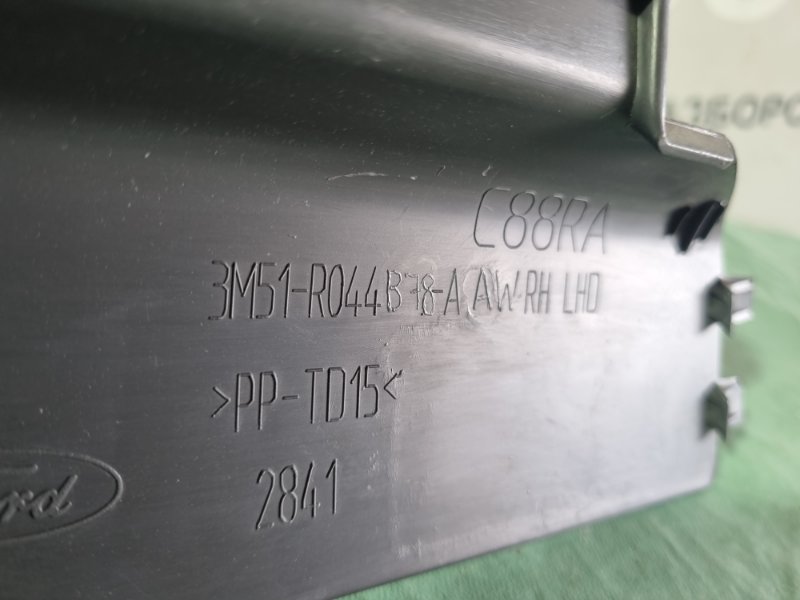 C88RA
3M51-R044B78-A AW-RH LHD
>PP-TD15<
2841